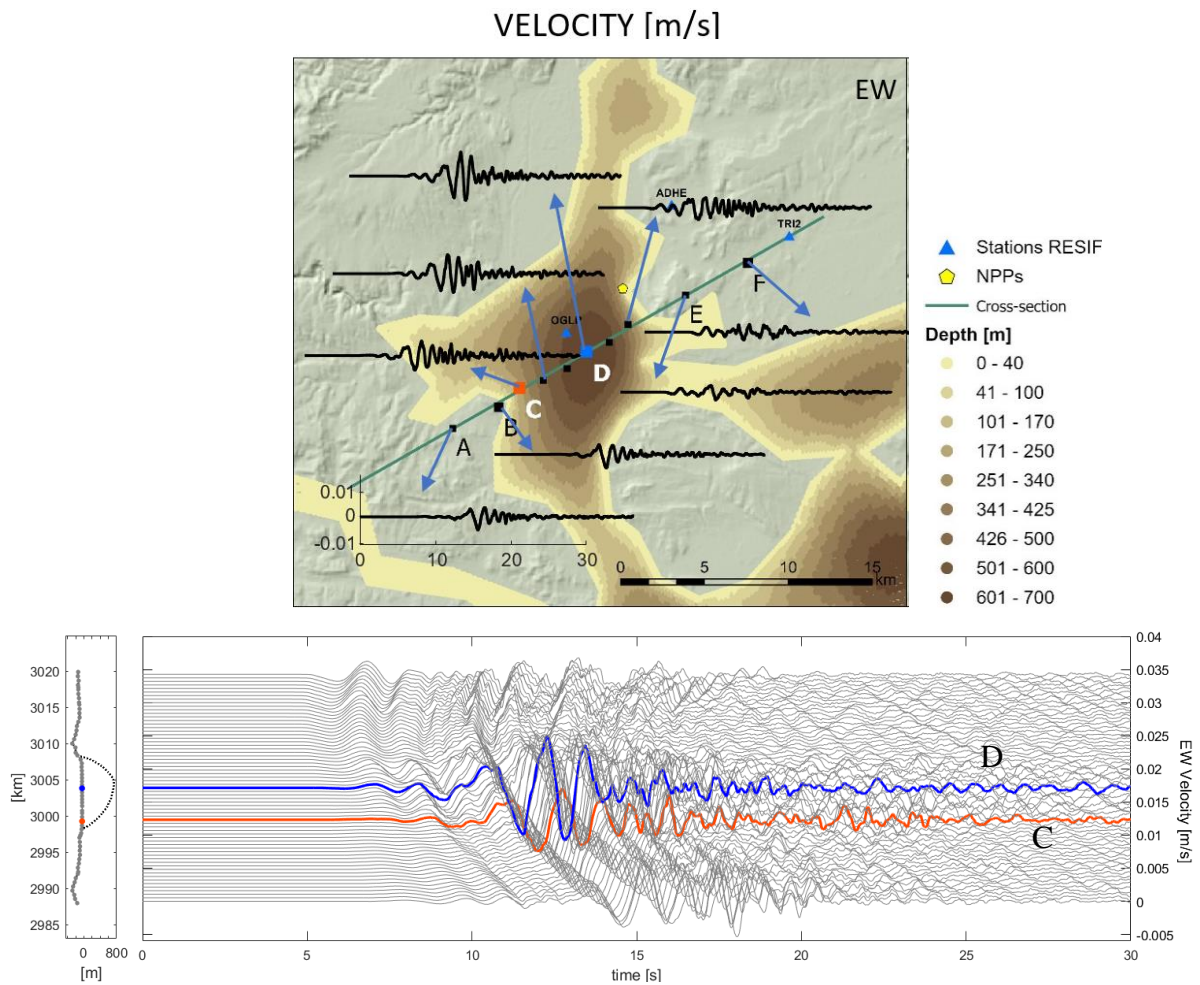 VELOCITY [m/s]
EW
ADHE
TRI2
F
E
OGLP
D
C
B
A
0.01
0
-0.01
0 10 20 30
0 5 10 15
km
Stations RESIF
NPPs
Cross-section
Depth [m]
0 - 40
41 - 100
101 - 170
171 - 250
251 - 340
341 - 425
426 - 500
501 - 600
601 - 700
3020
3015
3010
3005
3000
2995
2990
2985
[km]
0 800
[m]
D
C
0 5 10 15 20 25 30
time [s]
0.04
0.035
0.03
0.025
0.02
0.015
0.01
0.005
0
-0.005
EW Velocity [m/s]